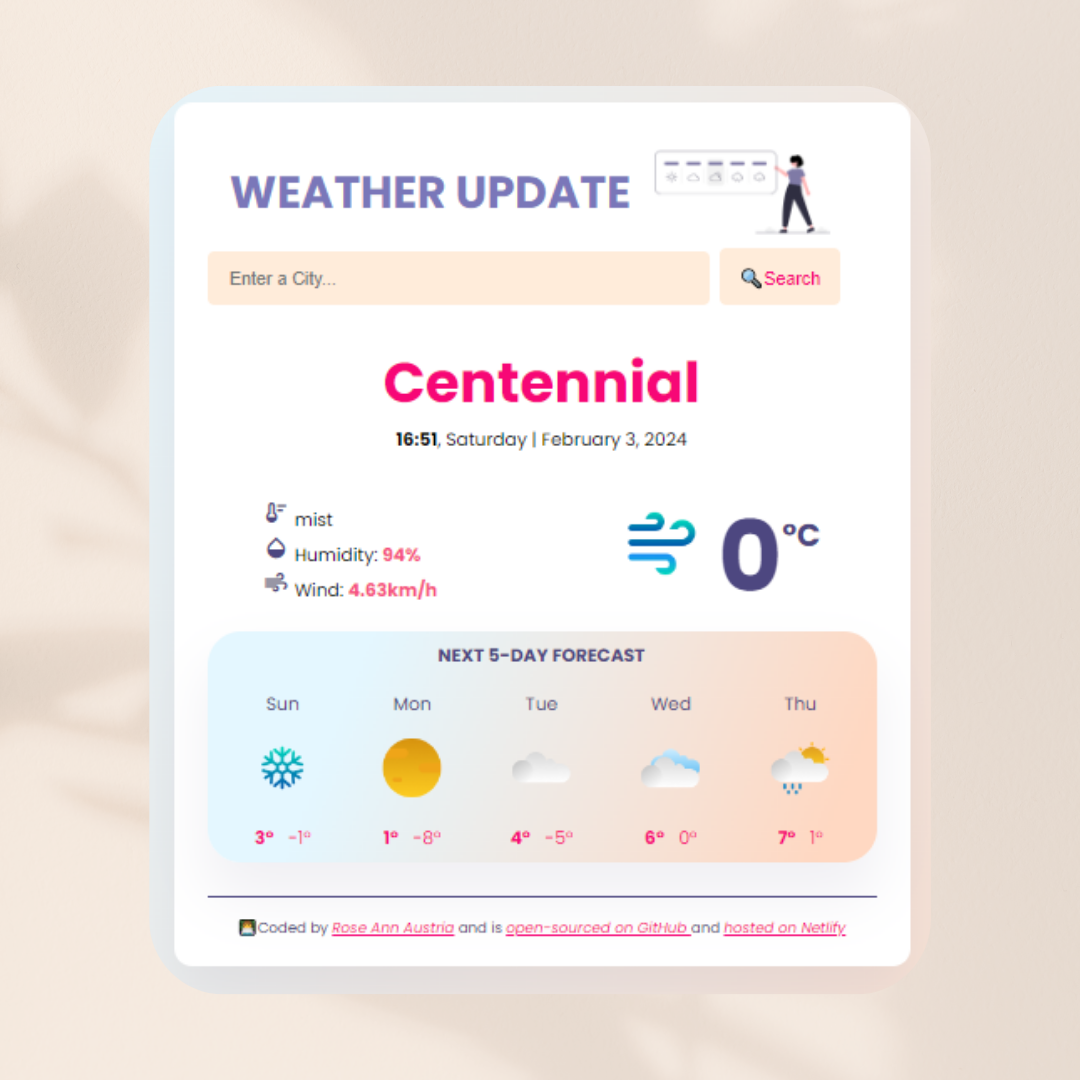 WEATHER UPDATE
Enter a City...
🔍Search
Centennial
16:51, Saturday | February 3, 2024
mist
Humidity: 94%
Wind: 4.63km/h
0°C
NEXT 5-DAY FORECAST
Sun Mon Tue Wed Thu
3° -1° 1° -8° 4° -5° 6° 0° 7° 1°
Coded by Rose Ann Austria and is open-sourced on GitHub and hosted on Netlify